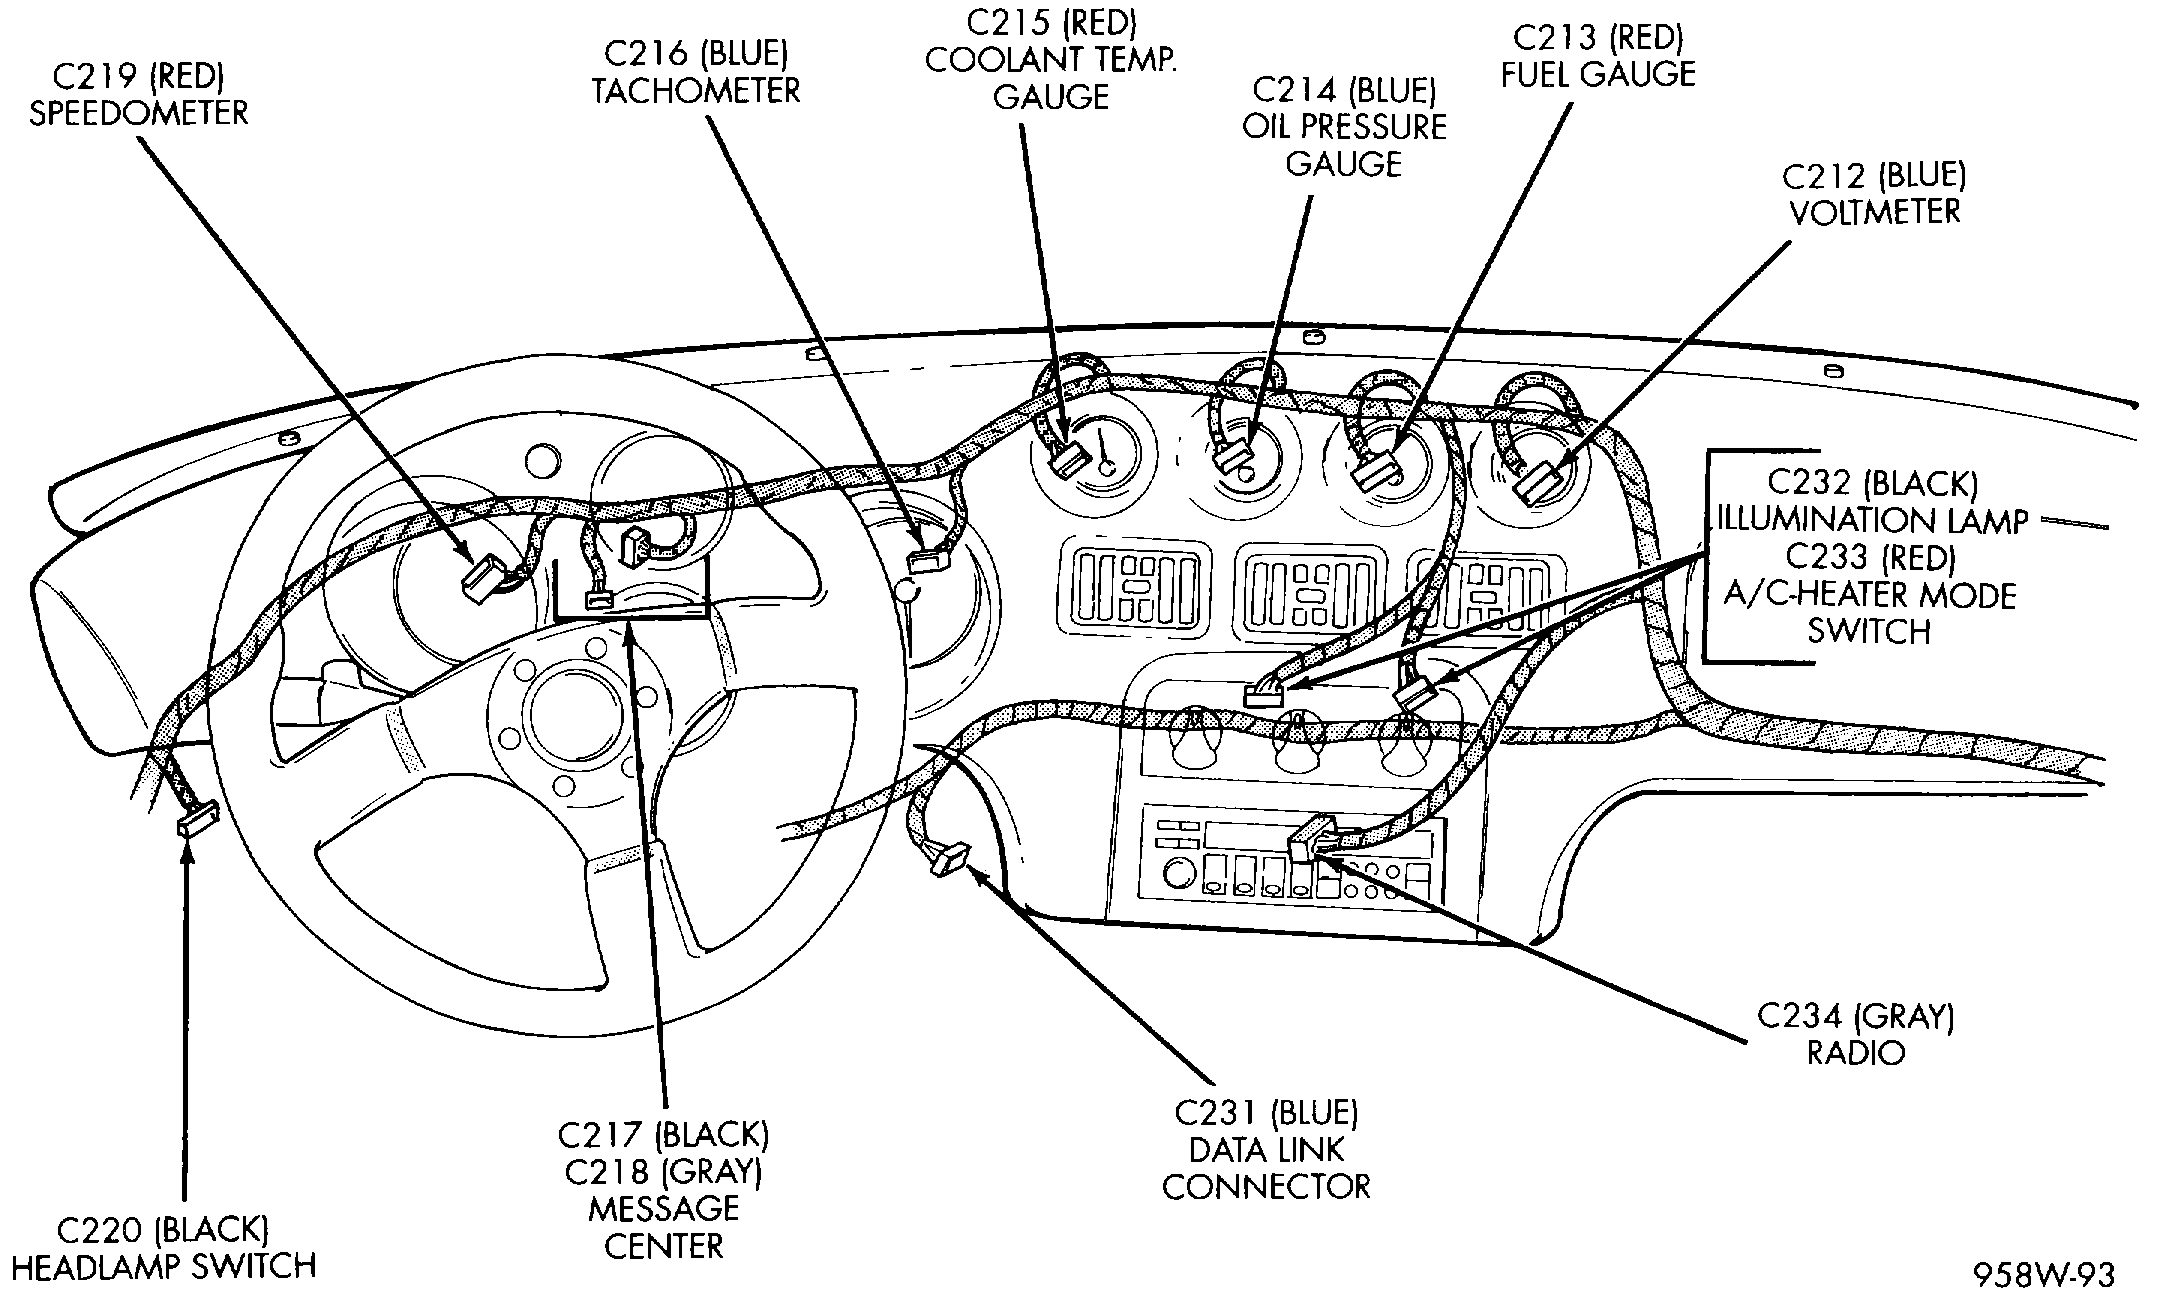 C219 (RED)
SPEEDOMETER
C216 (BLUE)
TACHOMETER
C215 (RED)
COOLANT TEMP.
GAUGE
C214 (BLUE)
OIL PRESSURE
GAUGE
C213 (RED)
FUEL GAUGE
C212 (BLUE)
VOLTMETER
C232 (BLACK)
ILLUMINATION LAMP
C233 (RED)
A/C-HEATER MODE
SWITCH
C234 (GRAY)
RADIO
C231 (BLUE)
DATA LINK
CONNECTOR
C217 (BLACK)
C218 (GRAY)
MESSAGE
CENTER
C220 (BLACK)
HEADLAMP SWITCH
958W-93